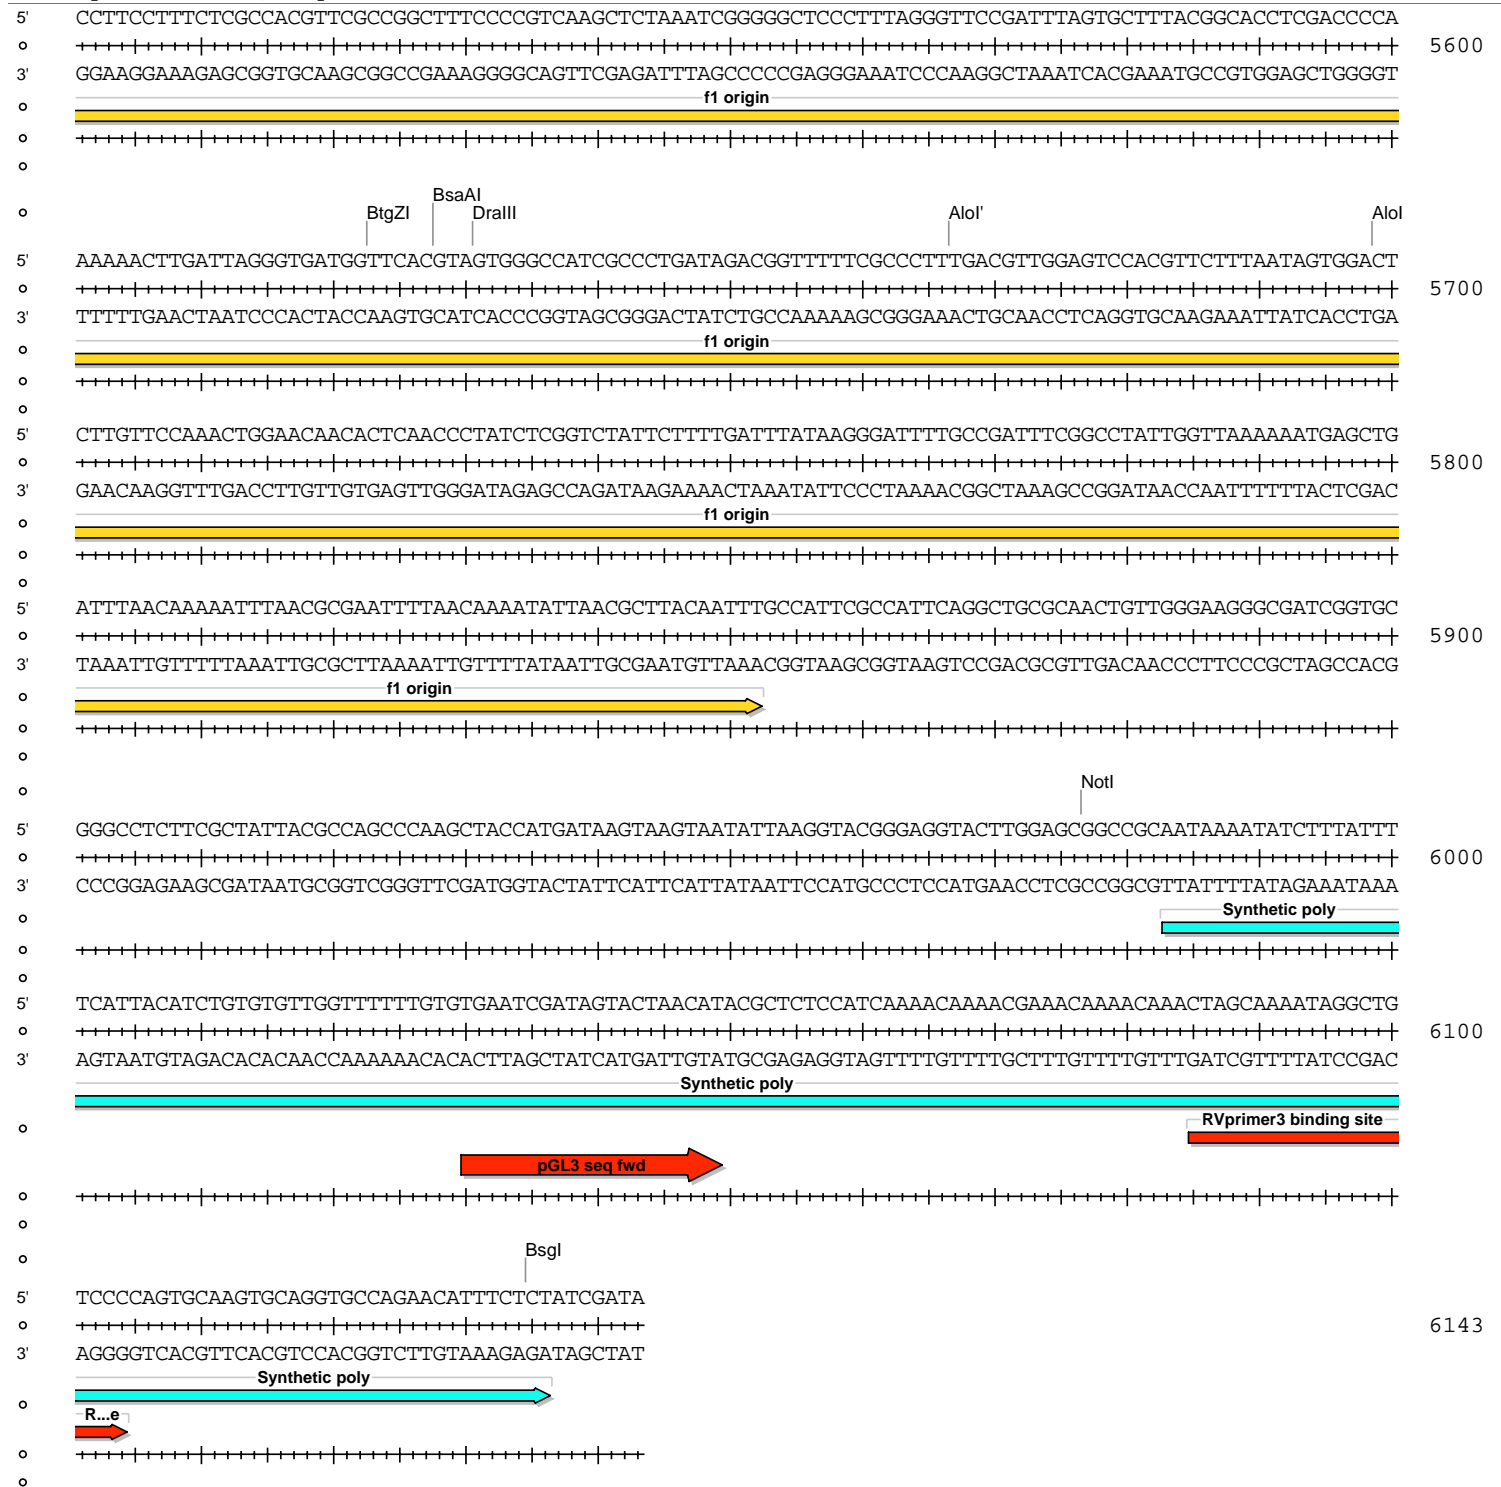 5' CCTTCCTTTCTCGCCACGTTCGCCGGCTTTCCCCGTCAAGCTCTAAATCGGGGGCTCCCTTTAGGGTTCCGATTTAGTGCTTTACGGCACCTCGACCCCA
5600
3' GGAAGGAAAGAGCGGTGCAAGCGGCCGAAAGGGGCAGTTCGAGATTTAGCCCCCGAGGGAAATCCCAAGGCTAAATCACGAAATGCCGTGGAGCTGGGGT
f1 origin
BsaAI
BtgZI DraIII AloI' AloI
5' AAAAACTTGATTAGGGTGATGGTTCACGTAGTGGGCCATCGCCCTGATAGACGGTTTTTCGCCCTTTGACGTTGGAGTCCACGTTCTTTAATAGTGGACT
5700
3' TTTTTGAACTAATCCCACTACCAAGTGCATCACCCGGTAGCGGGACTATCTGCCAAAAAGCGGGAAACTGCAACCTCAGGTGCAAGAAATTATCACCTGA
f1 origin
5' CTTGTTCCAAACTGGAACAACACTCAACCCTATCTCGGTCTATTCTTTTGATTTATAAGGGATTTTGCCGATTTCGGCCTATTGGTTAAAAAATGAGCTG
5800
3' GAACAAGGTTTGACCTTGTTGTGAGTTGGGATAGAGCCAGATAAGAAAACTAAATATTCCCTAAAACGGCTAAAGCCGGATAACCAATTTTTTACTCGAC
f1 origin
5' ATTTAACAAAAATTTAACGCGAATTTTAACAAAATATTAACGCTTACAATTTGCCATTCGCCATTCAGGCTGCGCAACTGTTGGGAAGGGCGATCGGTGC
5900
3' TAAATTGTTTTTAAATTGCGCTTAAAATTGTTTTATAATTGCGAATGTTAAACGGTAAGCGGTAAGTCCGACGCGTTGACAACCCTTCCCGCTAGCCACG
f1 origin
NotI
5' GGGCCTCTTCGCTATTACGCCAGCCCAAGCTACCATGATAAGTAAGTAATATTAAGGTACGGGAGGTACTTGGAGCGGCCGCAATAAAATATCTTTATTT
6000
3' CCCGGAGAAGCGATAATGCGGTCGGGTTCGATGGTACTATTCATTCATTATAATTCCATGCCCTCCATGAACCTCGCCGGCGTTATTTTATAGAAATAAA
Synthetic poly
5' TCATTACATCTGTGTGTTGGTTTTTTGTGTGAATCGATAGTACTAACATACGCTCTCCATCAAAACAAAACGAAACAAAACAAACTAGCAAAATAGGCTG
6100
3' AGTAATGTAGACACACAACCAAAAAACACACTTAGCTATCATGATTGTATGCGAGAGGTAGTTTTGTTTTGCTTTGTTTTGTTTGATCGTTTTATCCGAC
Synthetic poly
RVprimer3 binding site
pGL3 seq fwd
BsgI
5' TCCCCAGTGCAAGTGCAGGTGCCAGAACATTTCTCTATCGATA
6143
3' AGGGGTCACGTTCACGTCCACGGTCTTGTAAAGAGATAGCTAT
Synthetic poly
R...e